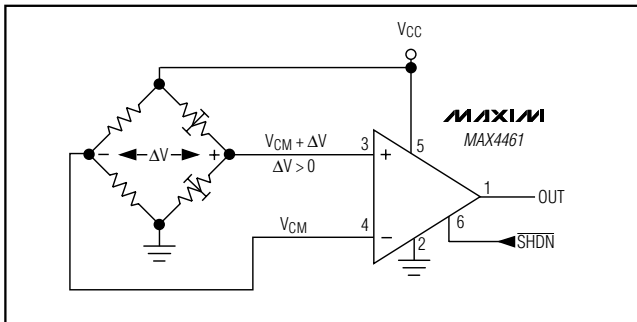 VCC
MAXIM
MAX4461
− ΔV +
VCM + ΔV
ΔV > 0
3
+
5
1
OUT
VCM
4
−
2
6
SHDN